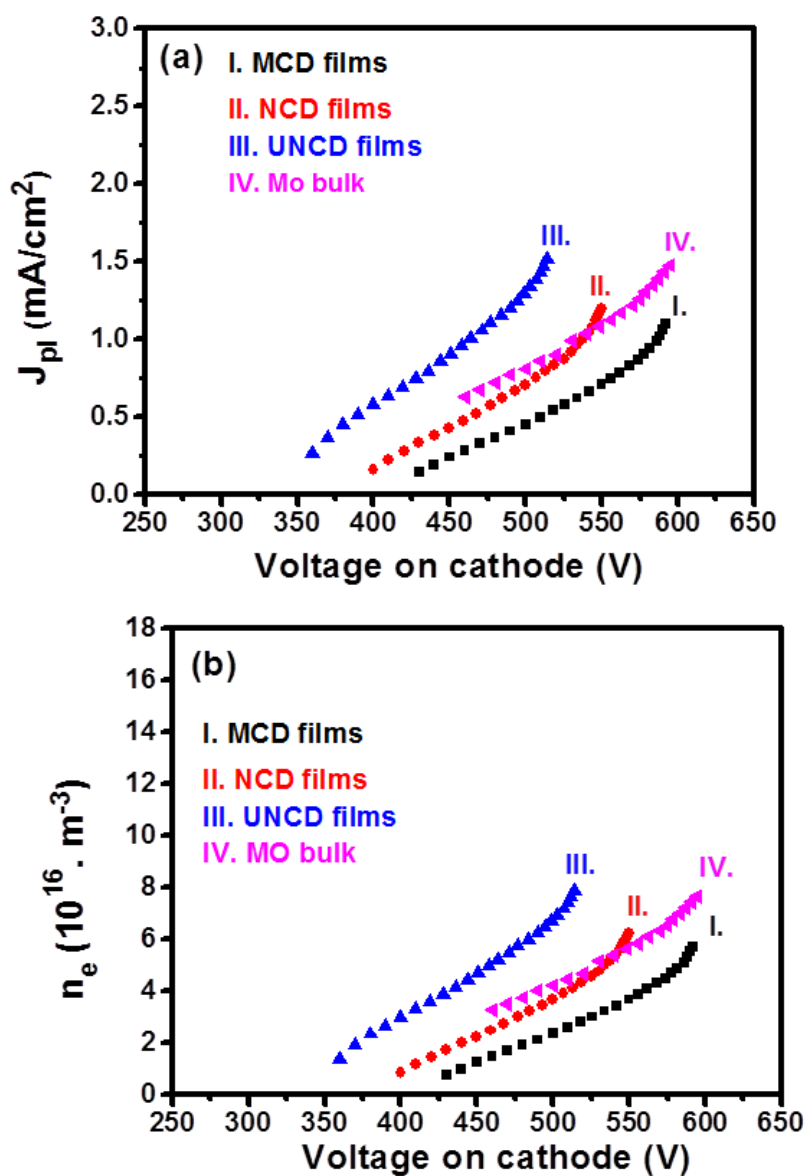 (a)
I. MCD films
II. NCD films
III. UNCD films
IV. Mo bulk
3.0
2.5
2.0
1.5
1.0
0.5
0.0
J_pl (mA/cm²)
III.
IV.
II.
I.
250 300 350 400 450 500 550 600 650
Voltage on cathode (V)
(b)
I. MCD films
II. NCD films
III. UNCD films
IV. MO bulk
18
16
14
12
10
8
6
4
2
0
n_e (10¹⁶ . m⁻³)
III.
IV.
II.
I.
250 300 350 400 450 500 550 600 650
Voltage on cathode (V)